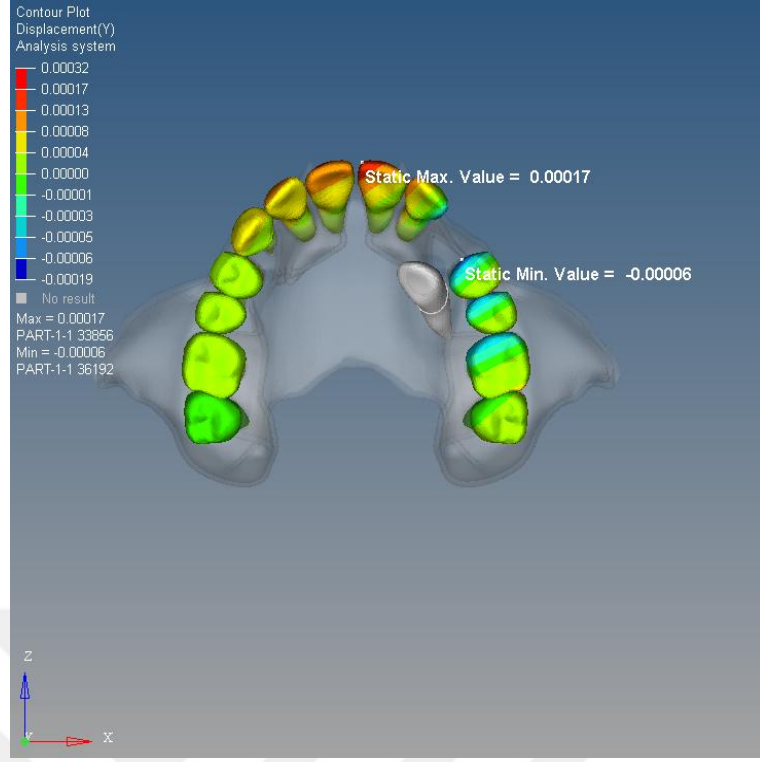 Contour Plot
Displacement(Y)
Analysis system
0.00032
0.00017
0.00013
0.00008
0.00004
0.00000
-0.00001
-0.00003
-0.00005
-0.00006
-0.00019
No result
Max = 0.00017
PART-1-1 33856
Min = -0.00006
PART-1-1 36192
Static Max. Value = 0.00017
Static Min. Value = -0.00006
Z
Y
X